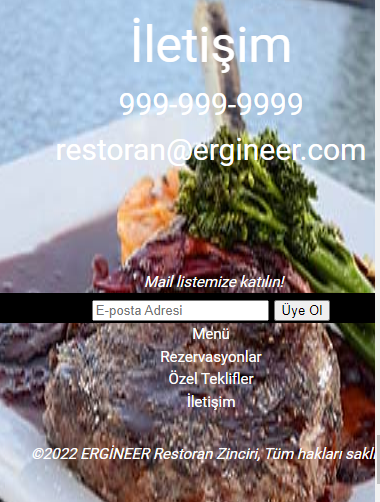 İletişim
999-999-9999
restoran@ergineer.com
Mail listemize katılın!
E-posta Adresi Üye Ol
Menü
Rezervasyonlar
Özel Teklifler
İletişim
©2022 ERGİNEER Restoran Zinciri, Tüm hakları saklı